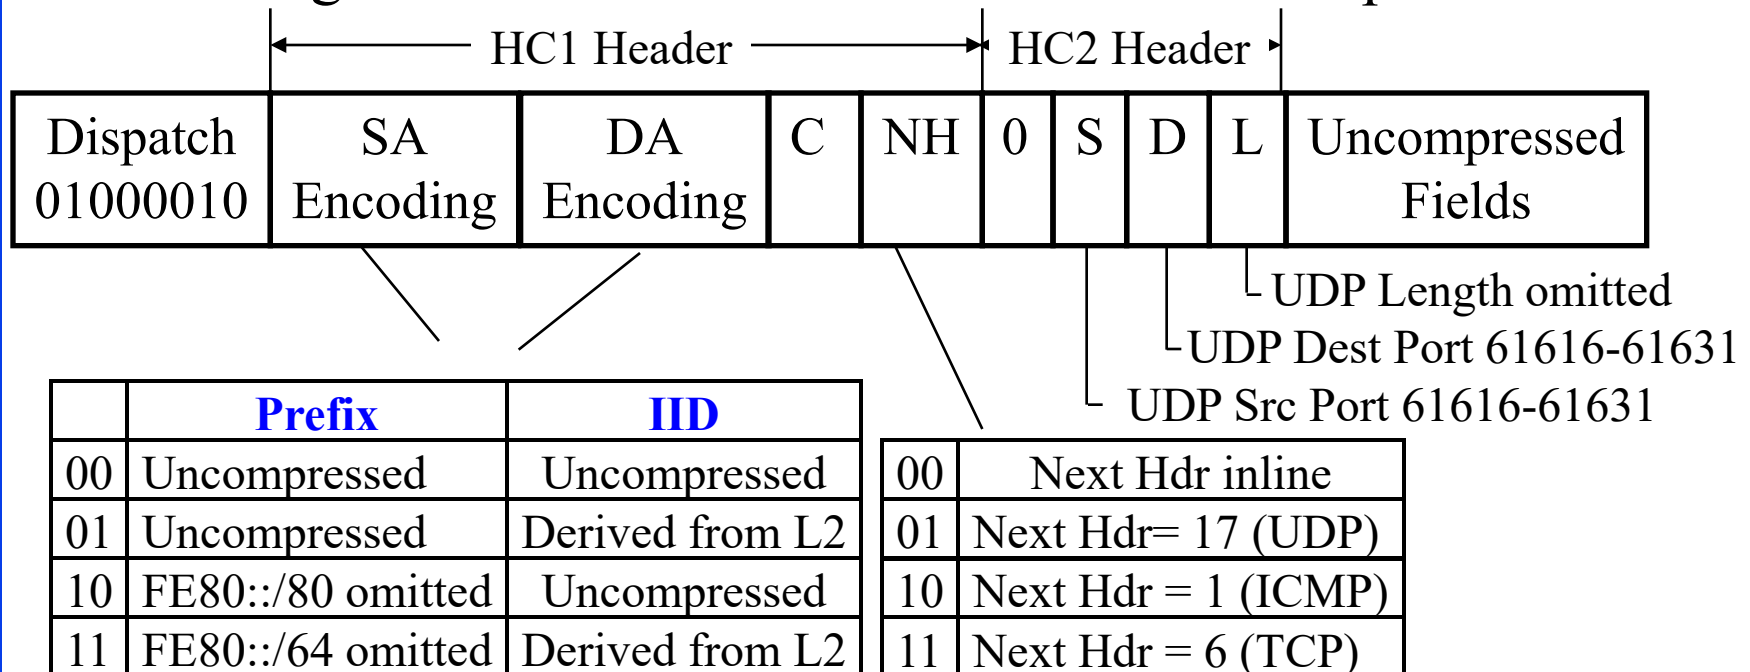 HC1 Header HC2 Header
Dispatch SA DA C NH 0 S D L Uncompressed
01000010 Encoding Encoding Fields
UDP Length omitted
UDP Dest Port 61616-61631
UDP Src Port 61616-61631
Prefix IID
00 Uncompressed Uncompressed
01 Uncompressed Derived from L2
10 FE80::/80 omitted Uncompressed
11 FE80::/64 omitted Derived from L2
00 Next Hdr inline
01 Next Hdr= 17 (UDP)
10 Next Hdr = 1 (ICMP)
11 Next Hdr = 6 (TCP)